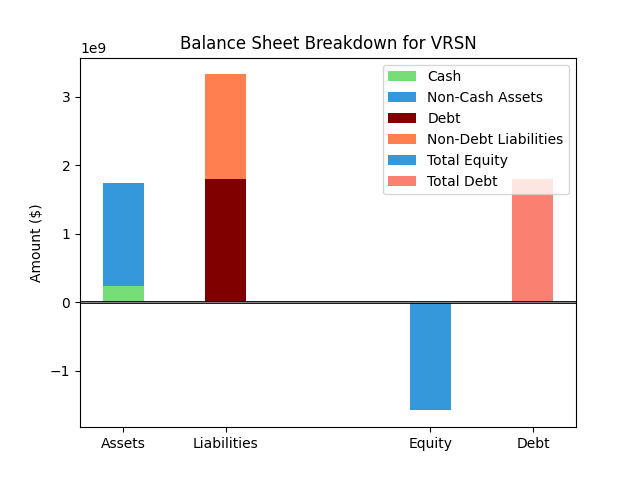 Balance Sheet Breakdown for VRSN
1e9
Cash
Non-Cash Assets
Debt
Non-Debt Liabilities
Total Equity
Total Debt
3
2
1
0
−1
Amount ($)
Assets
Liabilities
Equity
Debt